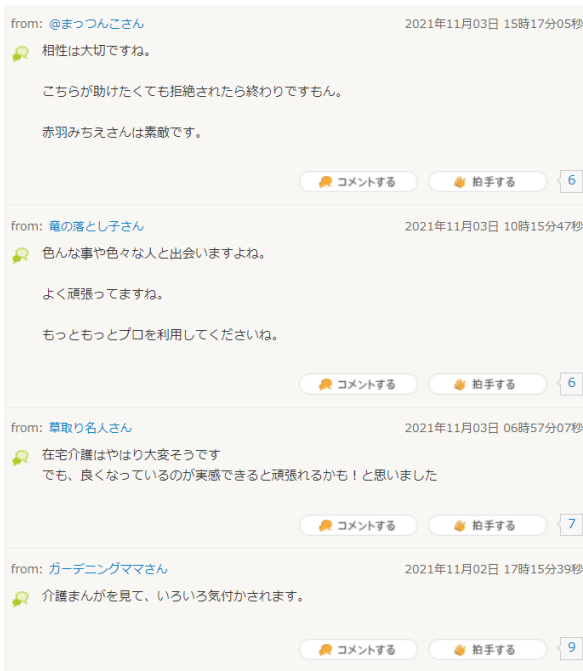 from: @まっつんこさん 2021年11月03日 15時17分05秒
相性は大切ですね。
こちらが助けたくても拒絶されたら終わりですもん。
赤羽みちえさんは素敵です。
コメントする 拍手する 6
from: 竜の落とし子さん 2021年11月03日 10時15分47秒
色んな事や色々な人と出会いますよね。
よく頑張ってますね。
もっともっとプロを利用してくださいね。
コメントする 拍手する 6
from: 草取り名人さん 2021年11月03日 06時57分07秒
在宅介護はやはり大変そうです
でも、良くなっているのが実感できると頑張れるかも！と思いました
コメントする 拍手する 7
from: ガーデニングママさん 2021年11月02日 17時15分39秒
介護まんがを見て、いろいろ気付かされます。
コメントする 拍手する 9